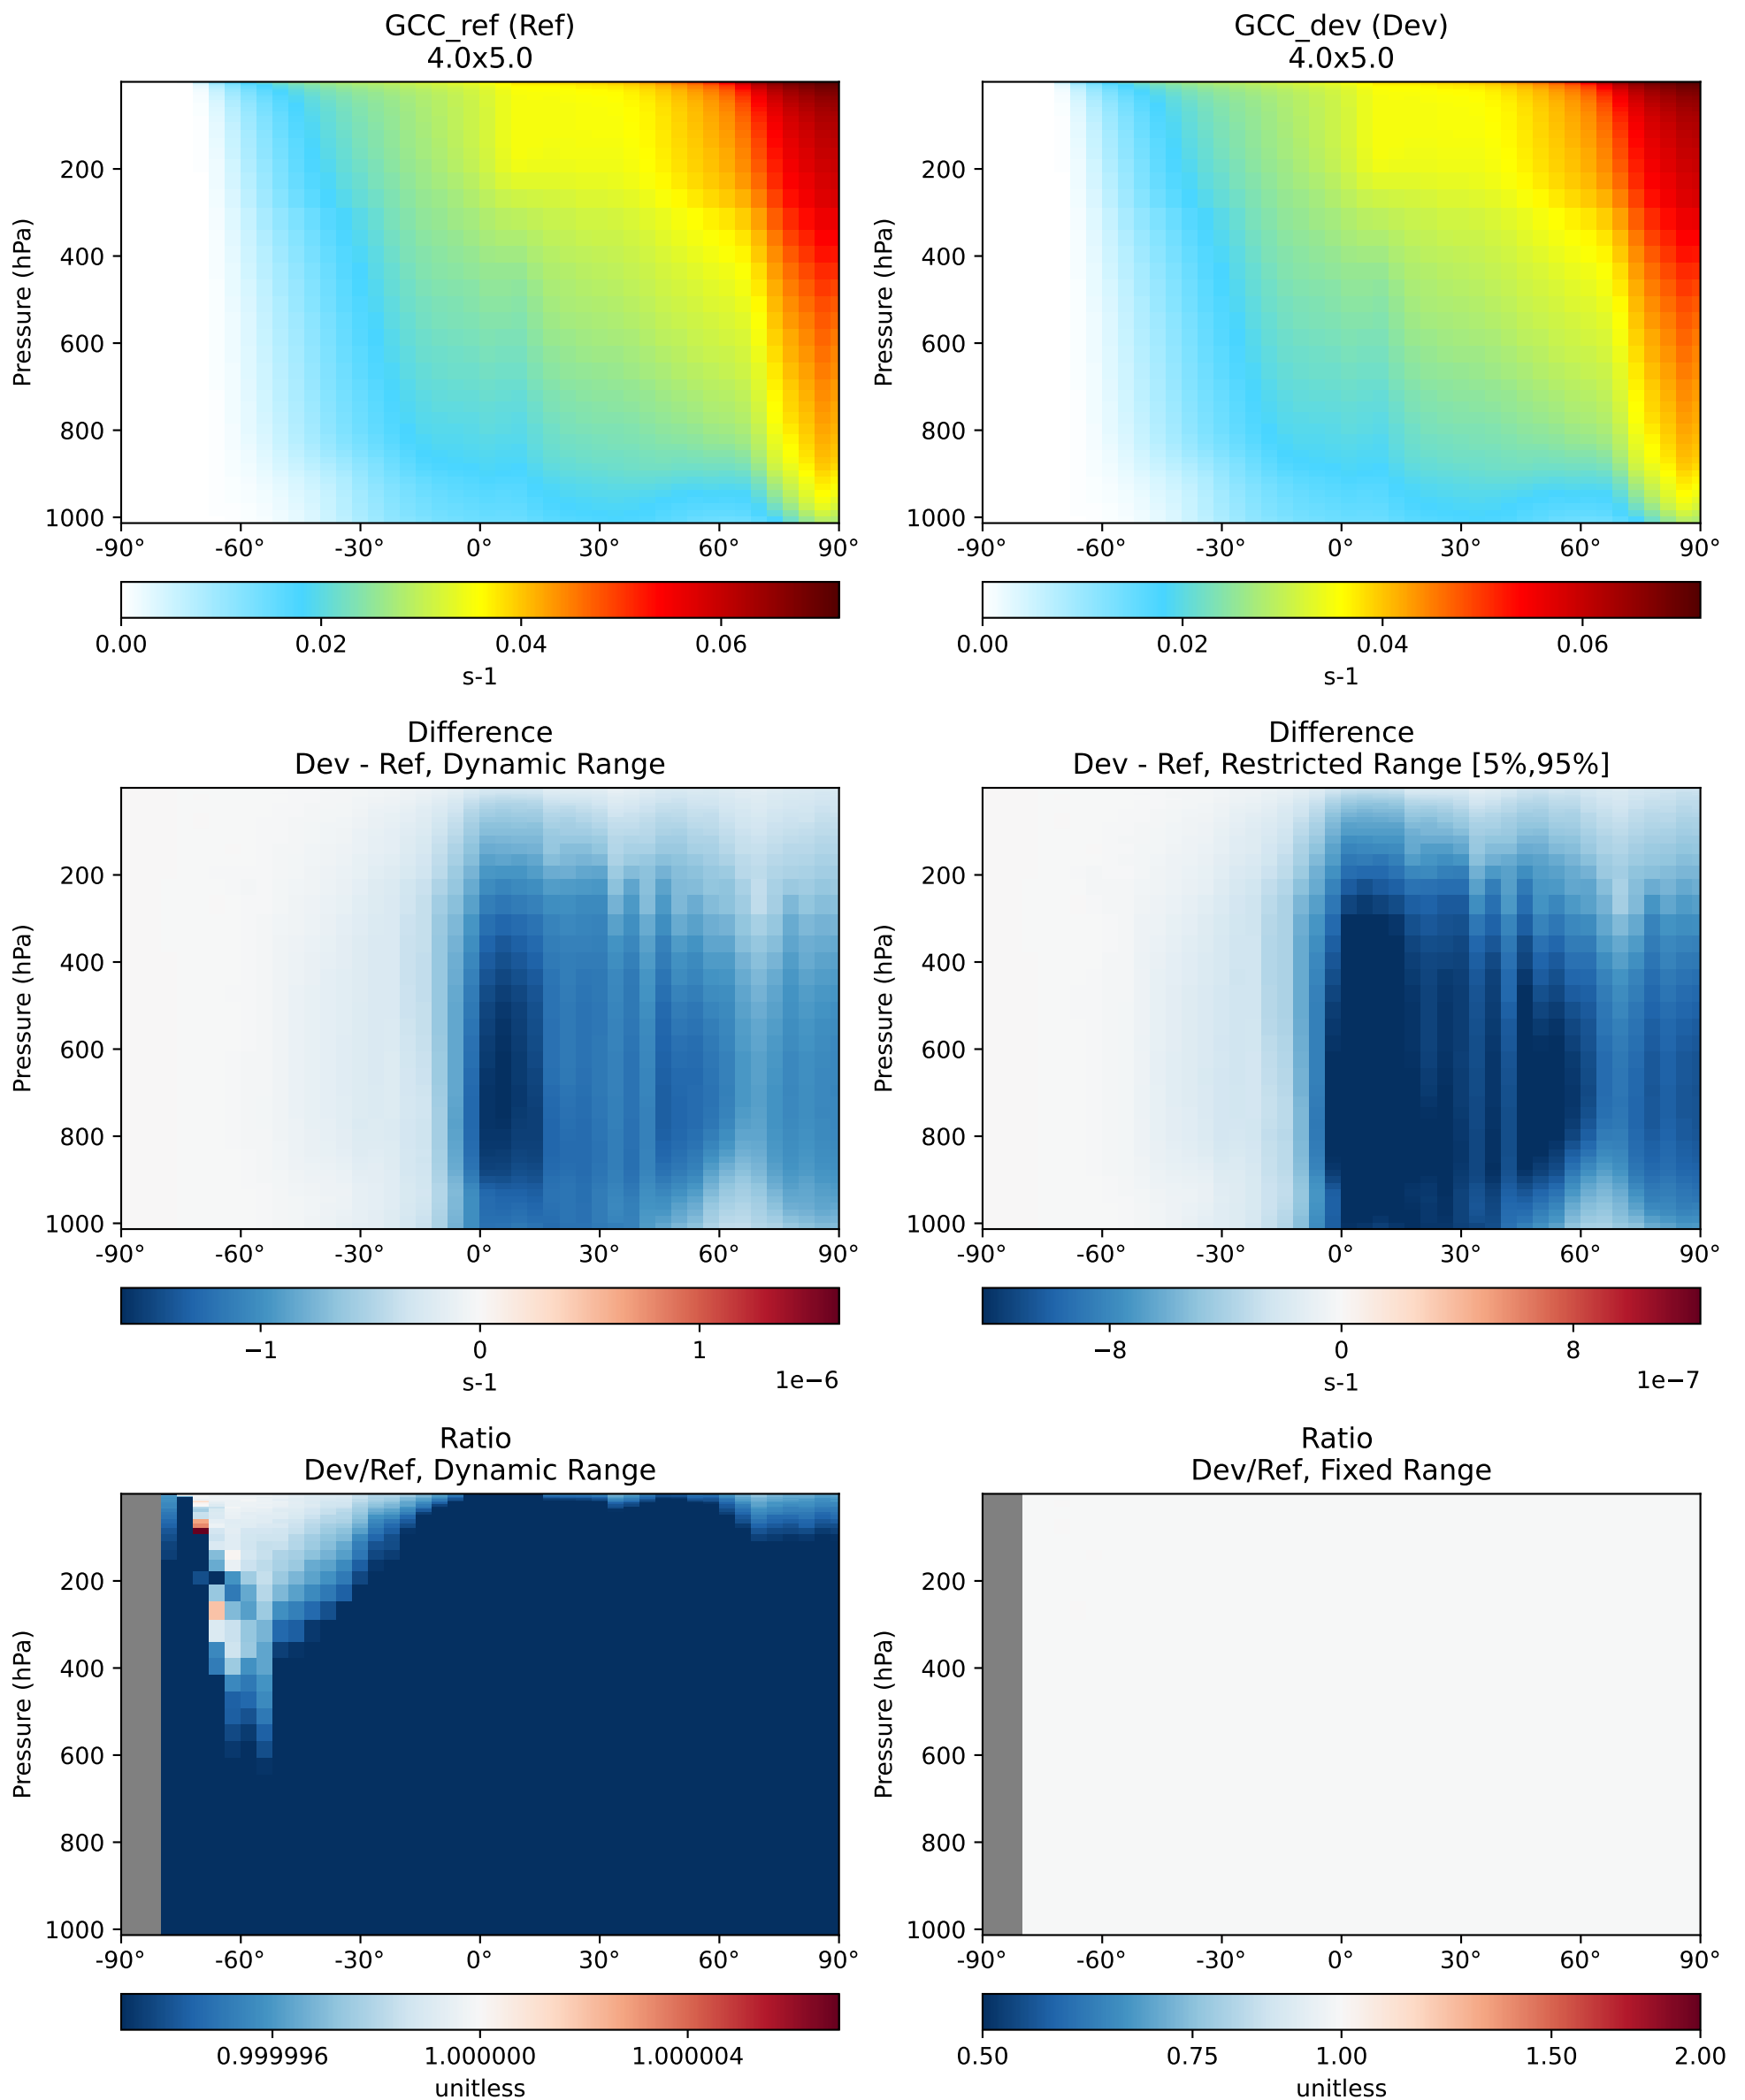 GCC_ref (Ref)
4.0x5.0
Pressure (hPa)
200
400
600
800
1000
-90° -60° -30° 0° 30° 60° 90°
0.00 0.02 0.04 0.06
s-1
GCC_dev (Dev)
4.0x5.0
Pressure (hPa)
200
400
600
800
1000
-90° -60° -30° 0° 30° 60° 90°
0.00 0.02 0.04 0.06
s-1
Difference
Dev - Ref, Dynamic Range
Pressure (hPa)
200
400
600
800
1000
-90° -60° -30° 0° 30° 60° 90°
−1 0 1
s-1 1e−6
Difference
Dev - Ref, Restricted Range [5%,95%]
Pressure (hPa)
200
400
600
800
1000
-90° -60° -30° 0° 30° 60° 90°
−8 0 8
s-1 1e−7
Ratio
Dev/Ref, Dynamic Range
Pressure (hPa)
200
400
600
800
1000
-90° -60° -30° 0° 30° 60° 90°
0.999996 1.000000 1.000004
unitless
Ratio
Dev/Ref, Fixed Range
Pressure (hPa)
200
400
600
800
1000
-90° -60° -30° 0° 30° 60° 90°
0.50 0.75 1.00 1.50 2.00
unitless